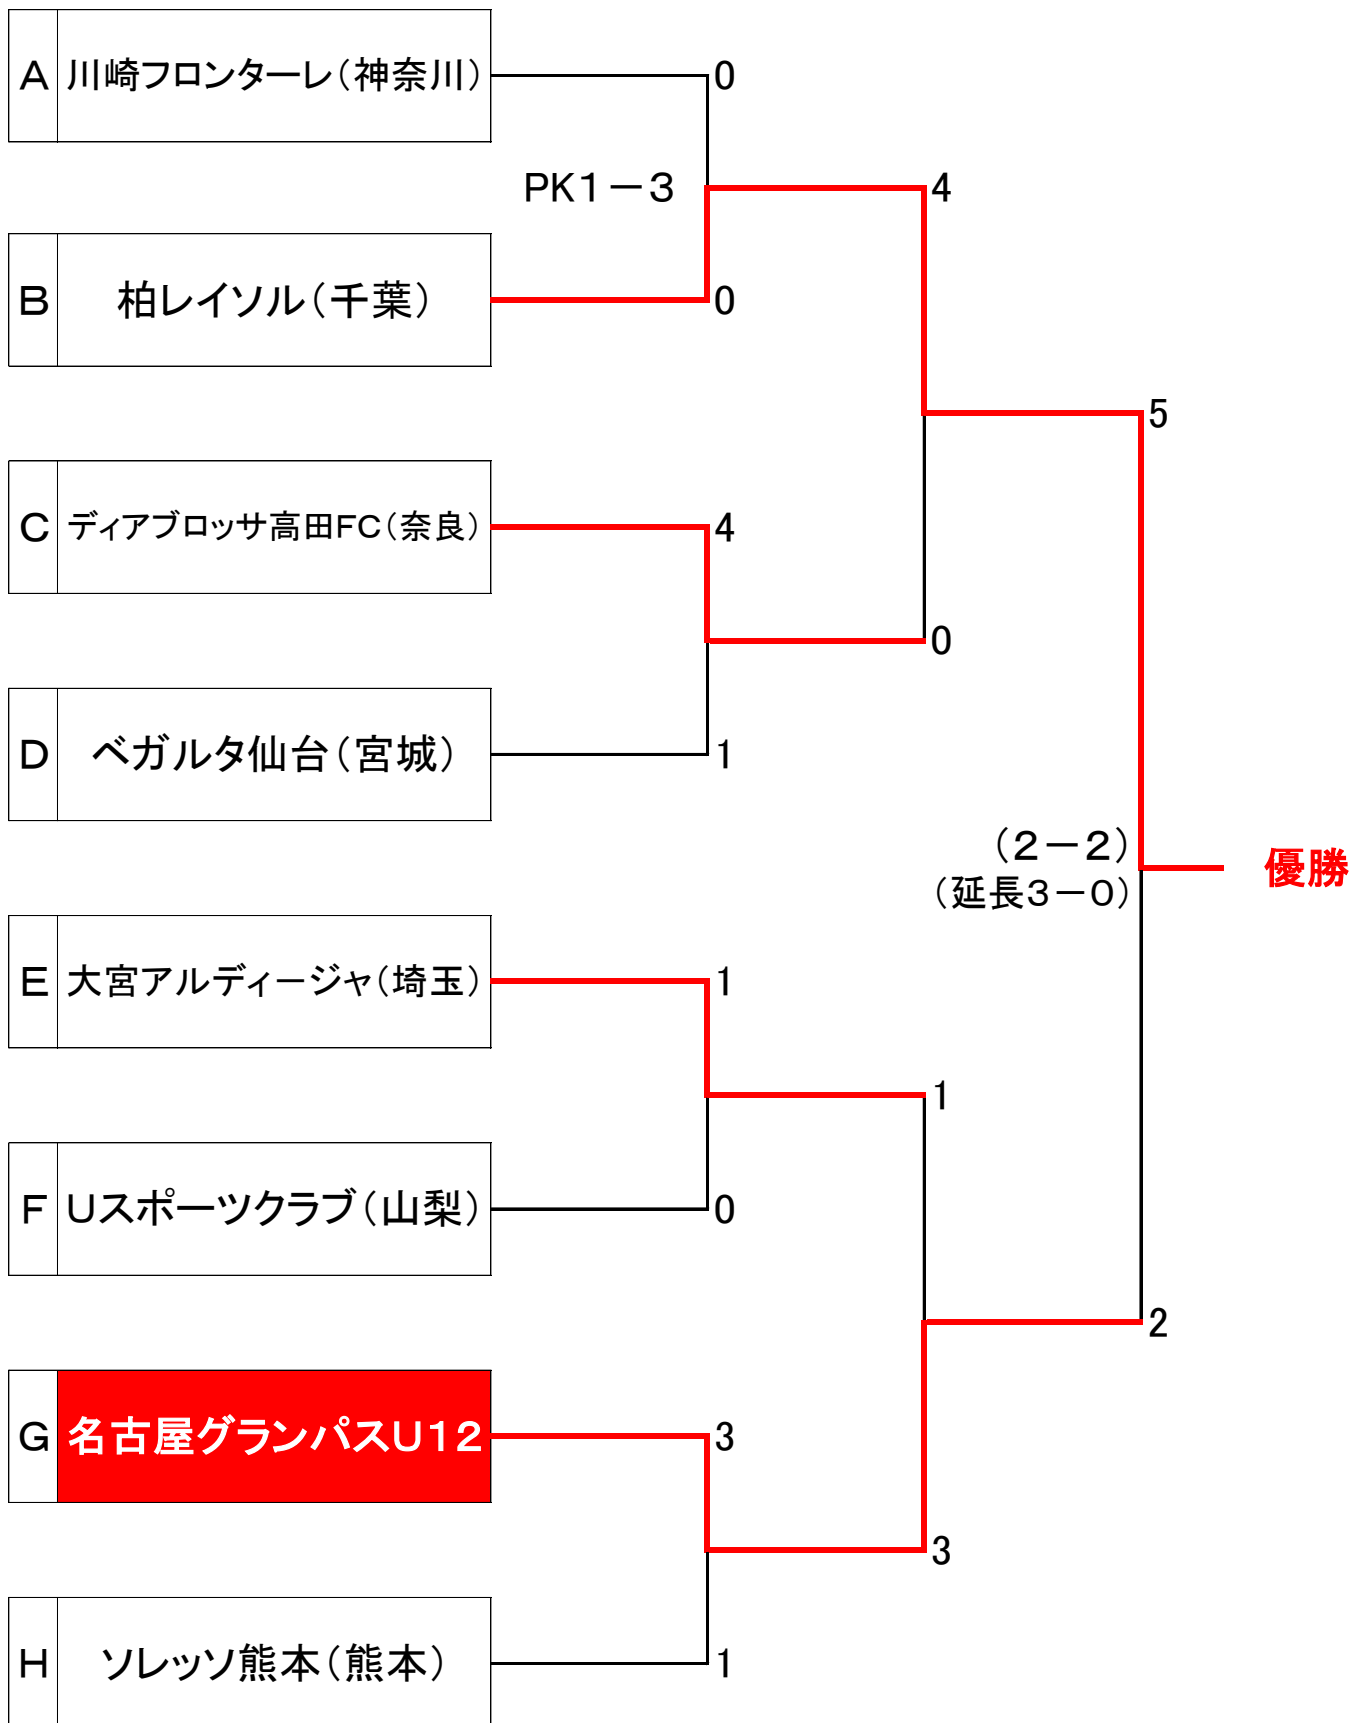 A 川崎フロンターレ（神奈川）
0
PK1－3
4
B 柏レイソル（千葉）
0
5
C ディアブロッサ高田FC（奈良）
4
0
D ベガルタ仙台（宮城）
1
（2－2）
（延長3－0）
優勝
E 大宮アルディージャ（埼玉）
1
1
F Uスポーツクラブ（山梨）
0
2
G 名古屋グランパスU12
3
3
H ソレッソ熊本（熊本）
1